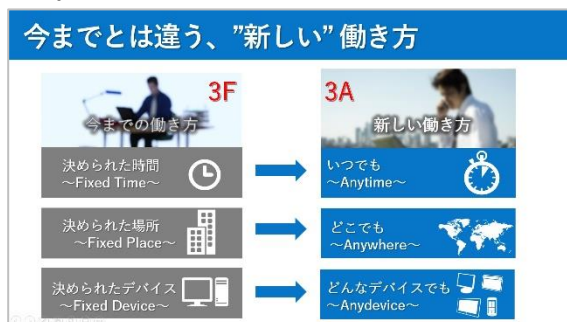 今までとは違う、”新しい” 働き方
3F
今までの働き方
決められた時間
～Fixed Time～
決められた場所
～Fixed Place～
決められたデバイス
～Fixed Device～
3A
新しい働き方
いつでも
～Anytime～
どこでも
～Anywhere～
どんなデバイスでも
～Anydevice～